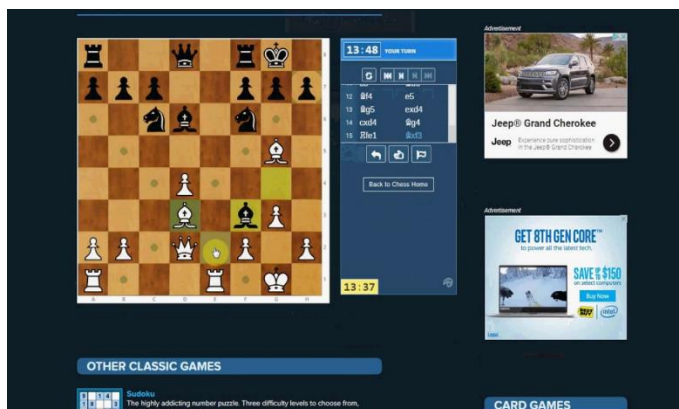 Advertisement
13:48 YOUR TURN
12 ♗f4 e5
13 ♗g5 exd4
14 cxd4 ♝g4
15 ♖fe1 ♝xf3
Back to Chess Home
13:37
A B C D E F G H
Jeep® Grand Cherokee
Jeep
Experience pure sophistication
in the Jeep® Grand Cherokee
Advertisement
GET 8TH GEN CORE™
to power all the latest tech.
SAVE $150
on select computers
Buy Now
BEST BUY
(intel)
OTHER CLASSIC GAMES
Sudoku
The highly addicting number puzzle. Three difficulty levels to choose from,
CARD GAMES